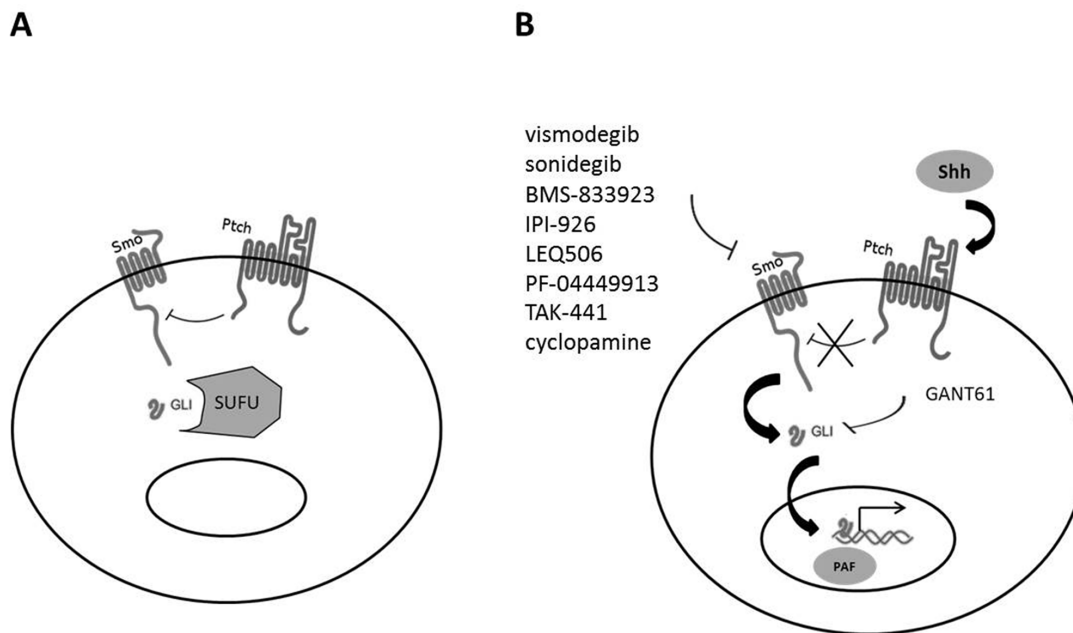 A
Smo
Ptch
GLI
SUFU
B
vismodegib
sonidegib
BMS-833923
IPI-926
LEQ506
PF-04449913
TAK-441
cyclopamine
Shh
Ptch
Smo
GANT61
GLI
PAF